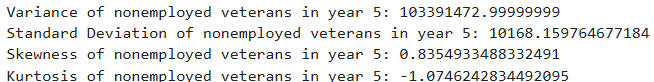 Variance of nonemployed veterans in year 5: 103391472.99999999
Standard Deviation of nonemployed veterans in year 5: 10168.159764677184
Skewness of nonemployed veterans in year 5: 0.8354933488332491
Kurtosis of nonemployed veterans in year 5: -1.0746242834492095